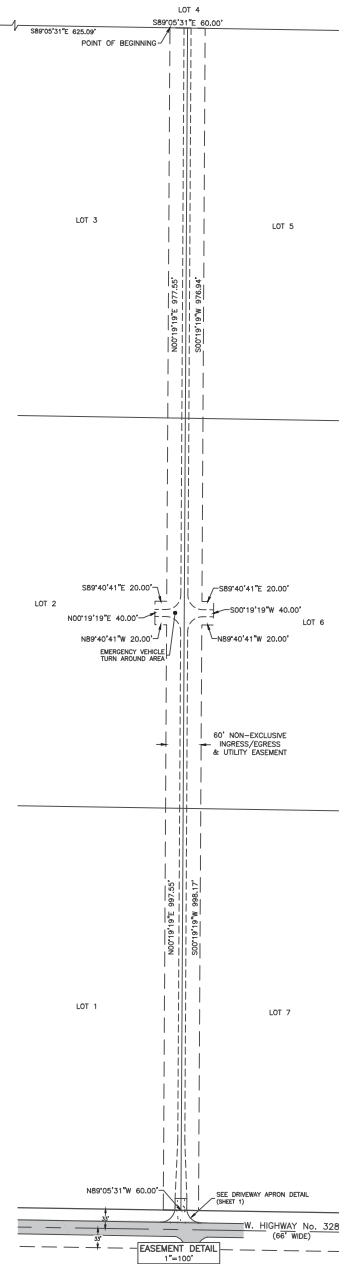 LOT 4
S89°05'31"E 60.00'
S89°05'31"E 625.09'
POINT OF BEGINNING
LOT 3
LOT 5
N00°19'19"E 977.55'
S00°19'19"W 976.94'
S89°40'41"E 20.00'
S89°40'41"E 20.00'
LOT 2
N00°19'19"E 40.00'
S00°19'19"W 40.00'
LOT 6
N89°40'41"W 20.00'
N89°40'41"W 20.00'
EMERGENCY VEHICLE
TURN AROUND AREA
60' NON-EXCLUSIVE
INGRESS/EGRESS
& UTILITY EASEMENT
N00°19'19"E 997.55'
S00°19'19"W 998.17'
LOT 1
LOT 7
N89°05'31"W 60.00'
SEE DRIVEWAY APRON DETAIL
(SHEET 1)
33'
W. HIGHWAY No. 328
(66' WIDE)
33'
EASEMENT DETAIL
1"=100'